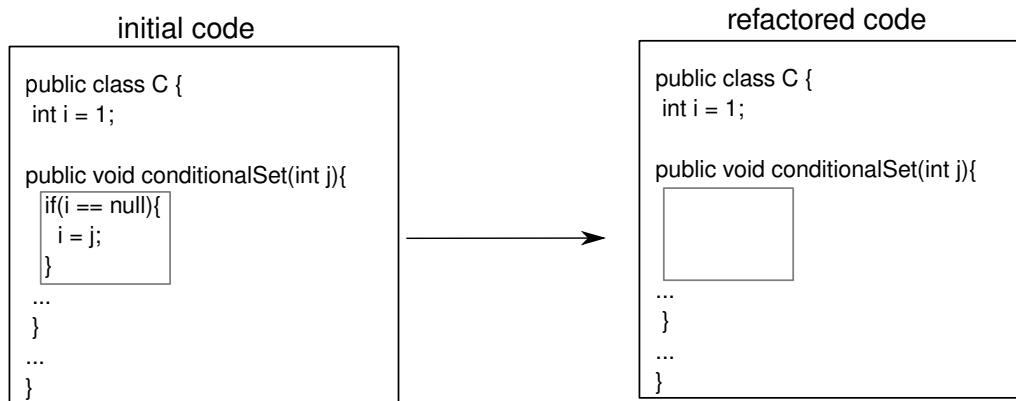 initial code
public class C {
int i = 1;
public void conditionalSet(int j){
if(i == null){
i = j;
}
...
}
...
}
refactored code
public class C {
int i = 1;
public void conditionalSet(int j){
...
}
...
}